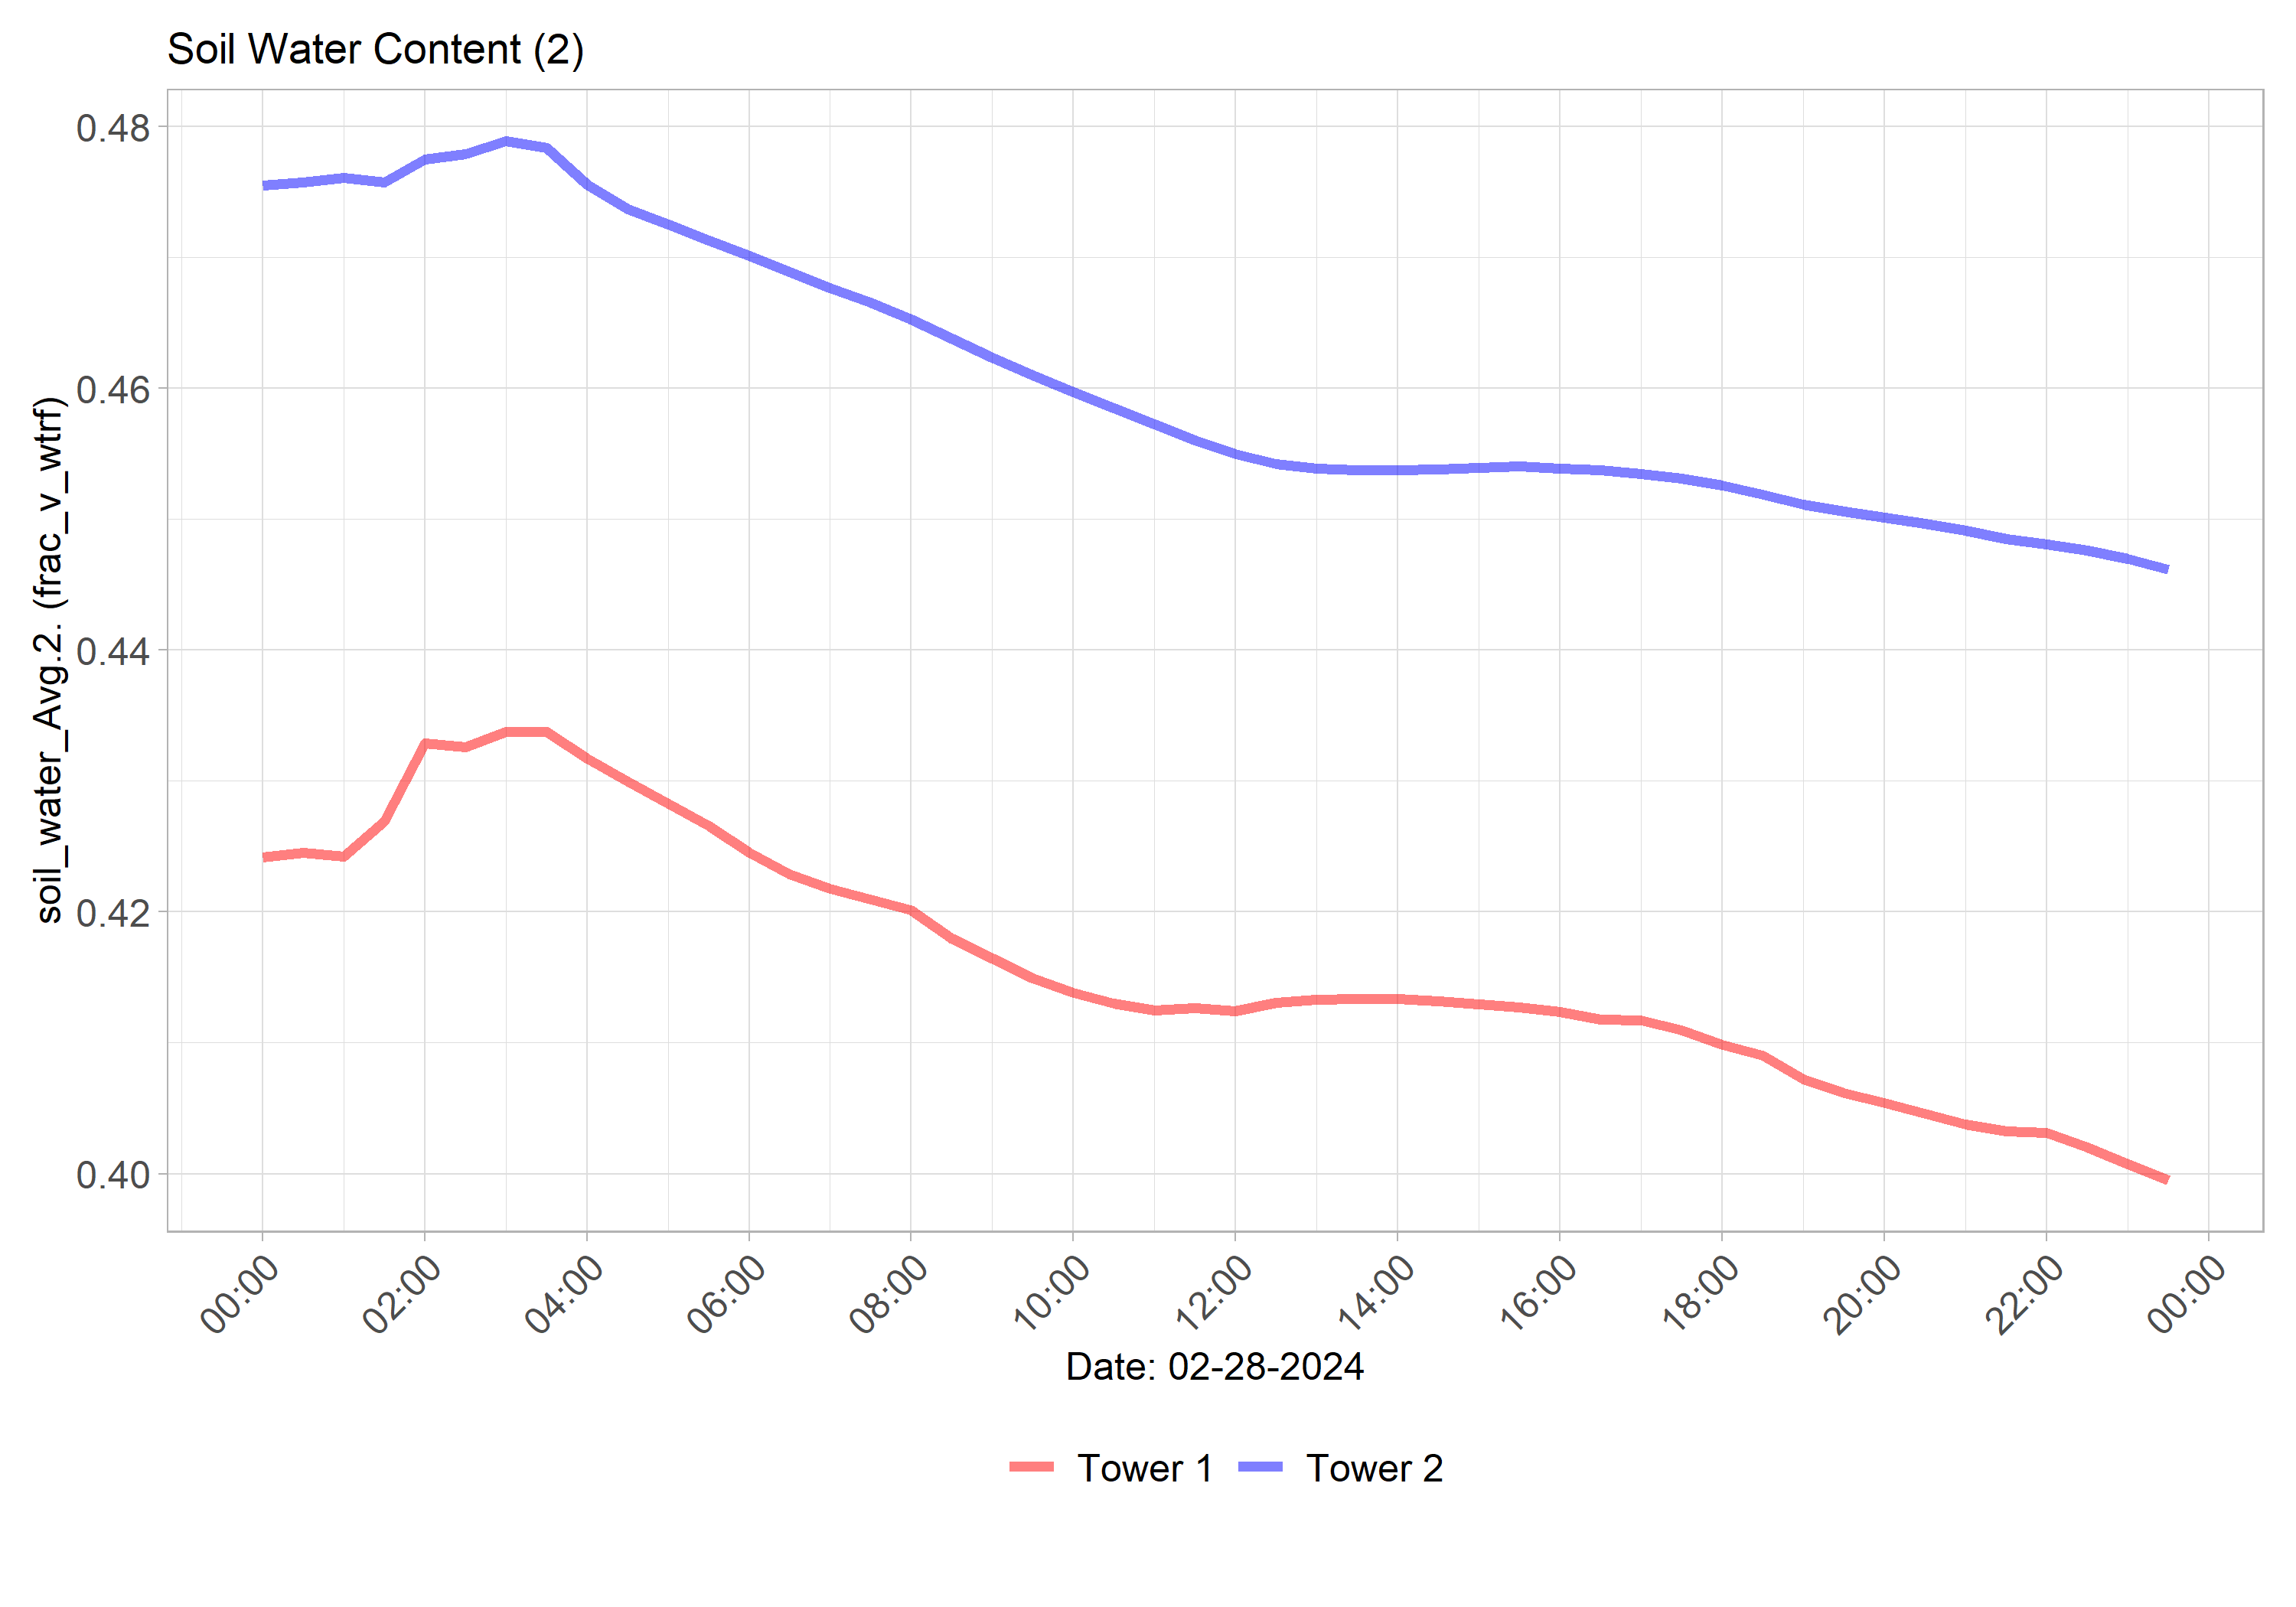 Soil Water Content (2)
soil_water_Avg.2. (frac_v_wtrf)
0.48
0.46
0.44
0.42
0.40
00:00 02:00 04:00 06:00 08:00 10:00 12:00 14:00 16:00 18:00 20:00 22:00 00:00
Date: 02-28-2024
Tower 1 Tower 2